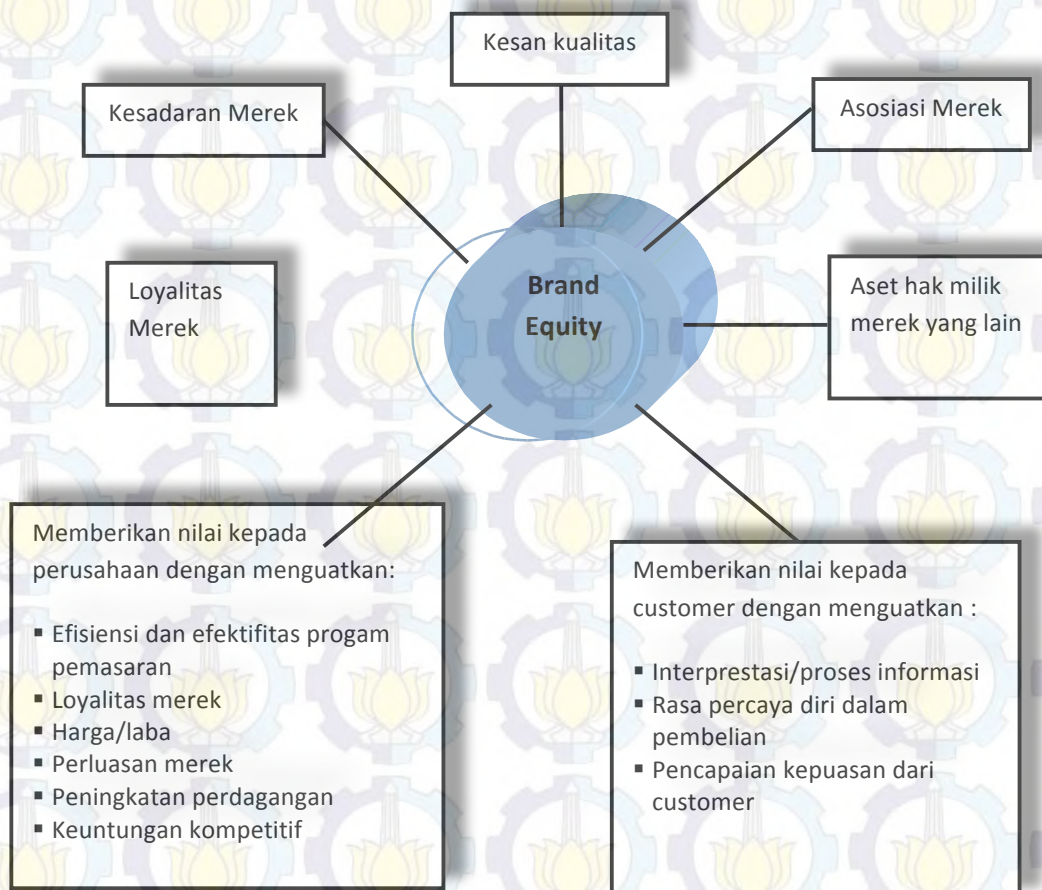 Kesan kualitas
Kesadaran Merek
Asosiasi Merek
Loyalitas
Merek
Brand
Equity
Aset hak milik
merek yang lain
Memberikan nilai kepada
perusahaan dengan menguatkan:
▪ Efisiensi dan efektifitas progam
pemasaran
▪ Loyalitas merek
▪ Harga/laba
▪ Perluasan merek
▪ Peningkatan perdagangan
▪ Keuntungan kompetitif
Memberikan nilai kepada
customer dengan menguatkan :
▪ Interprestasi/proses informasi
▪ Rasa percaya diri dalam
pembelian
▪ Pencapaian kepuasan dari
customer